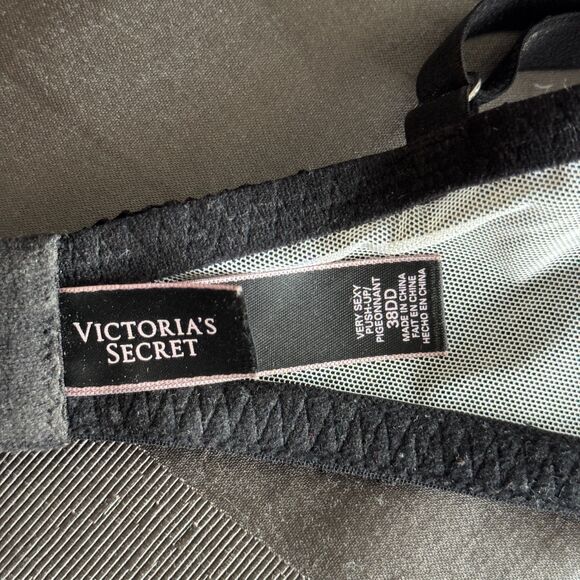 VICTORIA'S
SECRET
VERY SEXY
PUSH-UP/
PIGEONNANT
38DD
MADE IN CHINA
FAIT EN CHINE
HECHO EN CHINA